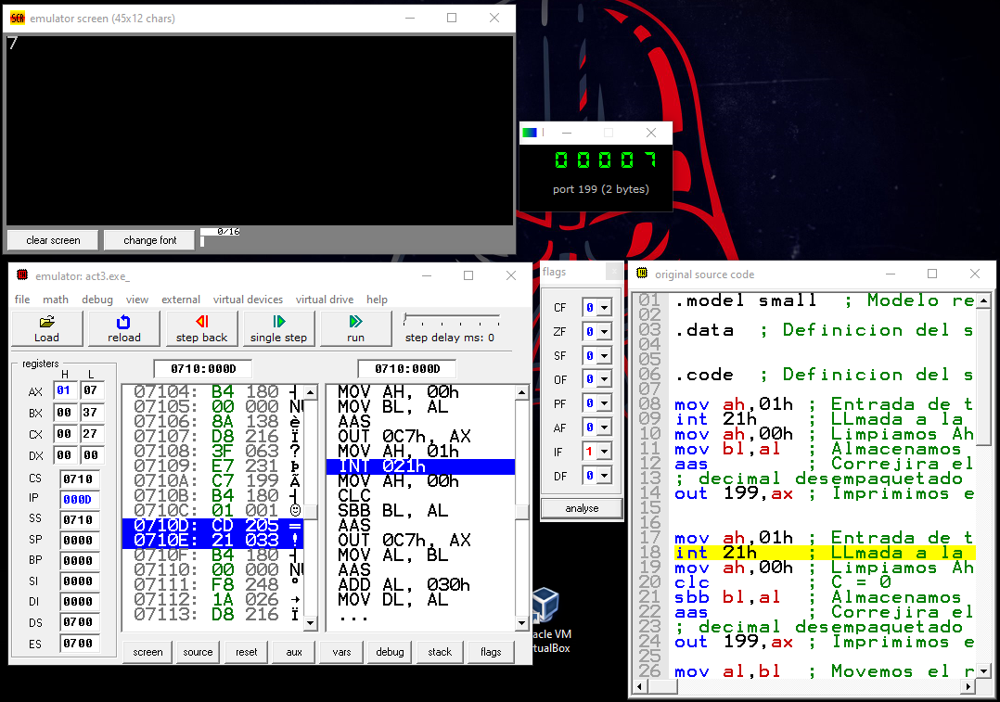 emulator screen (45x12 chars)
7
clear screen
change font
0/16
00007
port 199 (2 bytes)
emulator: act3.exe_
file math debug view external virtual devices virtual drive help
Load
reload
step back
single step
run
step delay ms: 0
registers
H L
AX 01 07
BX 00 37
CX 00 27
DX 00 00
CS 0710
IP 000D
SS 0710
SP 0000
BP 0000
SI 0000
DI 0000
DS 0700
ES 0700
0710:000D
07104: B4 180 ┤
07105: 00 000 NU
07106: 8A 138 è
07107: D8 216 Ï
07108: 3F 063 ?
07109: E7 231 þ
0710A: C7 199 Ã
0710B: B4 180 ┤
0710C: 01 001 ☺
0710D: CD 205 =
0710E: 21 033 !
0710F: B4 180 ┤
07110: 00 000 NU
07111: F8 248 °
07112: 1A 026 →
07113: D8 216 Ï
0710:000D
MOV AH, 00h
MOV BL, AL
AAS
OUT 0C7h, AX
MOV AH, 01h
INT 021h
MOV AH, 00h
CLC
SBB BL, AL
AAS
OUT 0C7h, AX
MOV AL, BL
AAS
ADD AL, 030h
MOV DL, AL
...
screen source reset aux vars debug stack flags
flags
CF 0
ZF 0
SF 0
OF 0
PF 0
AF 0
IF 1
DF 0
analyse
acle VM
rtualBox
original source code
01 .model small ; Modelo re
02
03 .data ; Definicion del s
04
05
06 .code ; Definicion del s
07
08 mov ah,01h ; Entrada de t
09 int 21h ; LLmada a la
10 mov ah,00h ; Limpiamos Ah
11 mov bl,al ; Almacenamos
12 aas ; Correjira el
13 ; decimal desempaquetado
14 out 199,ax ; Imprimimos e
15
16
17 mov ah,01h ; Entrada de t
18 int 21h ; LLmada a la
19 mov ah,00h ; Limpiamos Ah
20 clc ; C = 0
21 sbb bl,al ; Almacenamos
22 aas ; Correjira el
23 ; decimal desempaquetado
24 out 199,ax ; Imprimimos e
25
26 mov al,bl ; Movemos el r